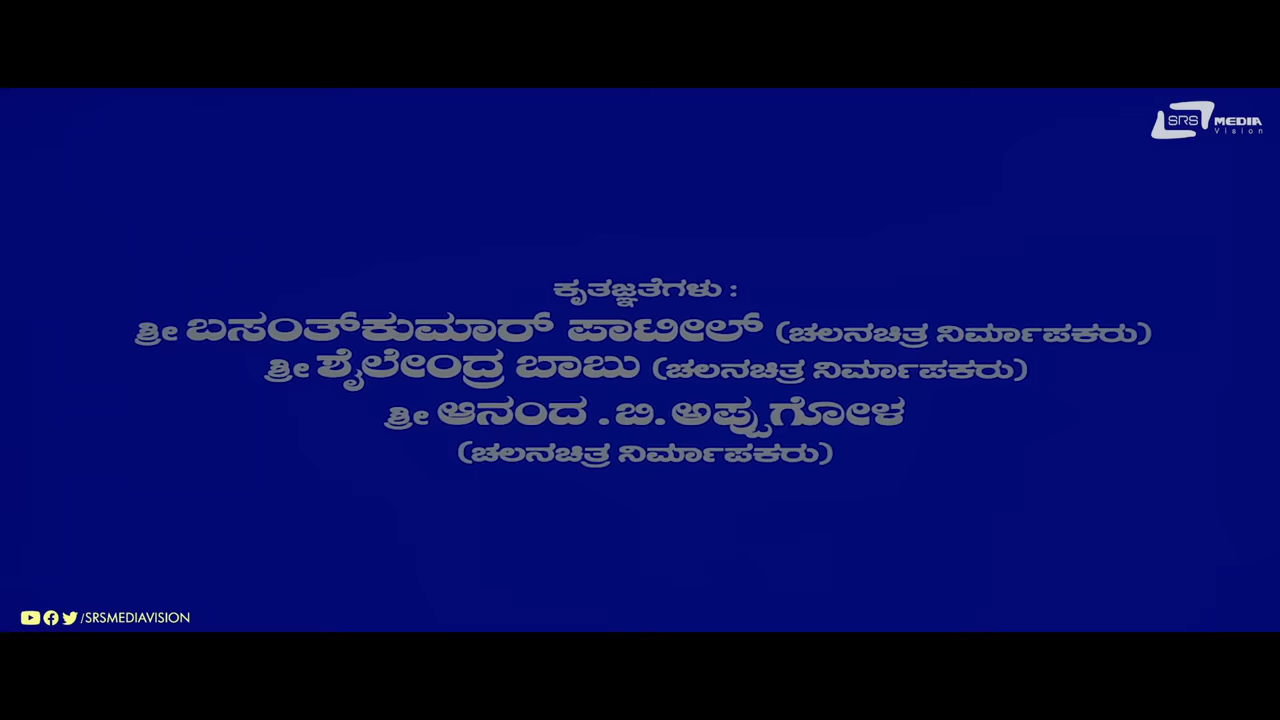 SRS MEDIA
Vision
ಕೃತಜ್ಞತೆಗಳು :
ಶ್ರೀ ಬಸಂತ್‌ಕುಮಾರ್ ಪಾಟೀಲ್ (ಚಲನಚಿತ್ರ ನಿರ್ಮಾಪಕರು)
ಶ್ರೀ ಶೈಲೇಂದ್ರ ಬಾಬು (ಚಲನಚಿತ್ರ ನಿರ್ಮಾಪಕರು)
ಶ್ರೀ ಆನಂದ .ಬಿ.ಅಪ್ಪುಗೋಳ
(ಚಲನಚಿತ್ರ ನಿರ್ಮಾಪಕರು)
/SRSMEDIAVISION